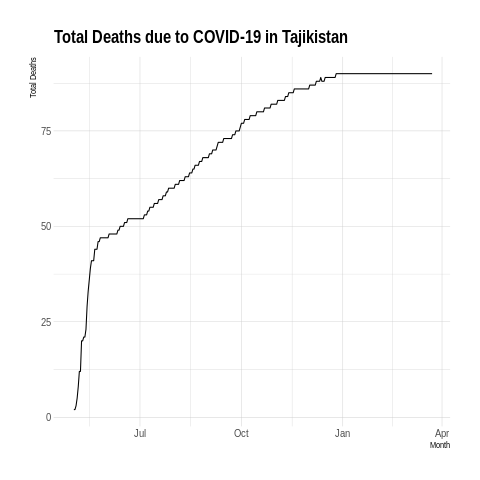 Total Deaths due to COVID-19 in Tajikistan
Total Deaths
75
50
25
0
Jul
Oct
Jan
Apr
Month